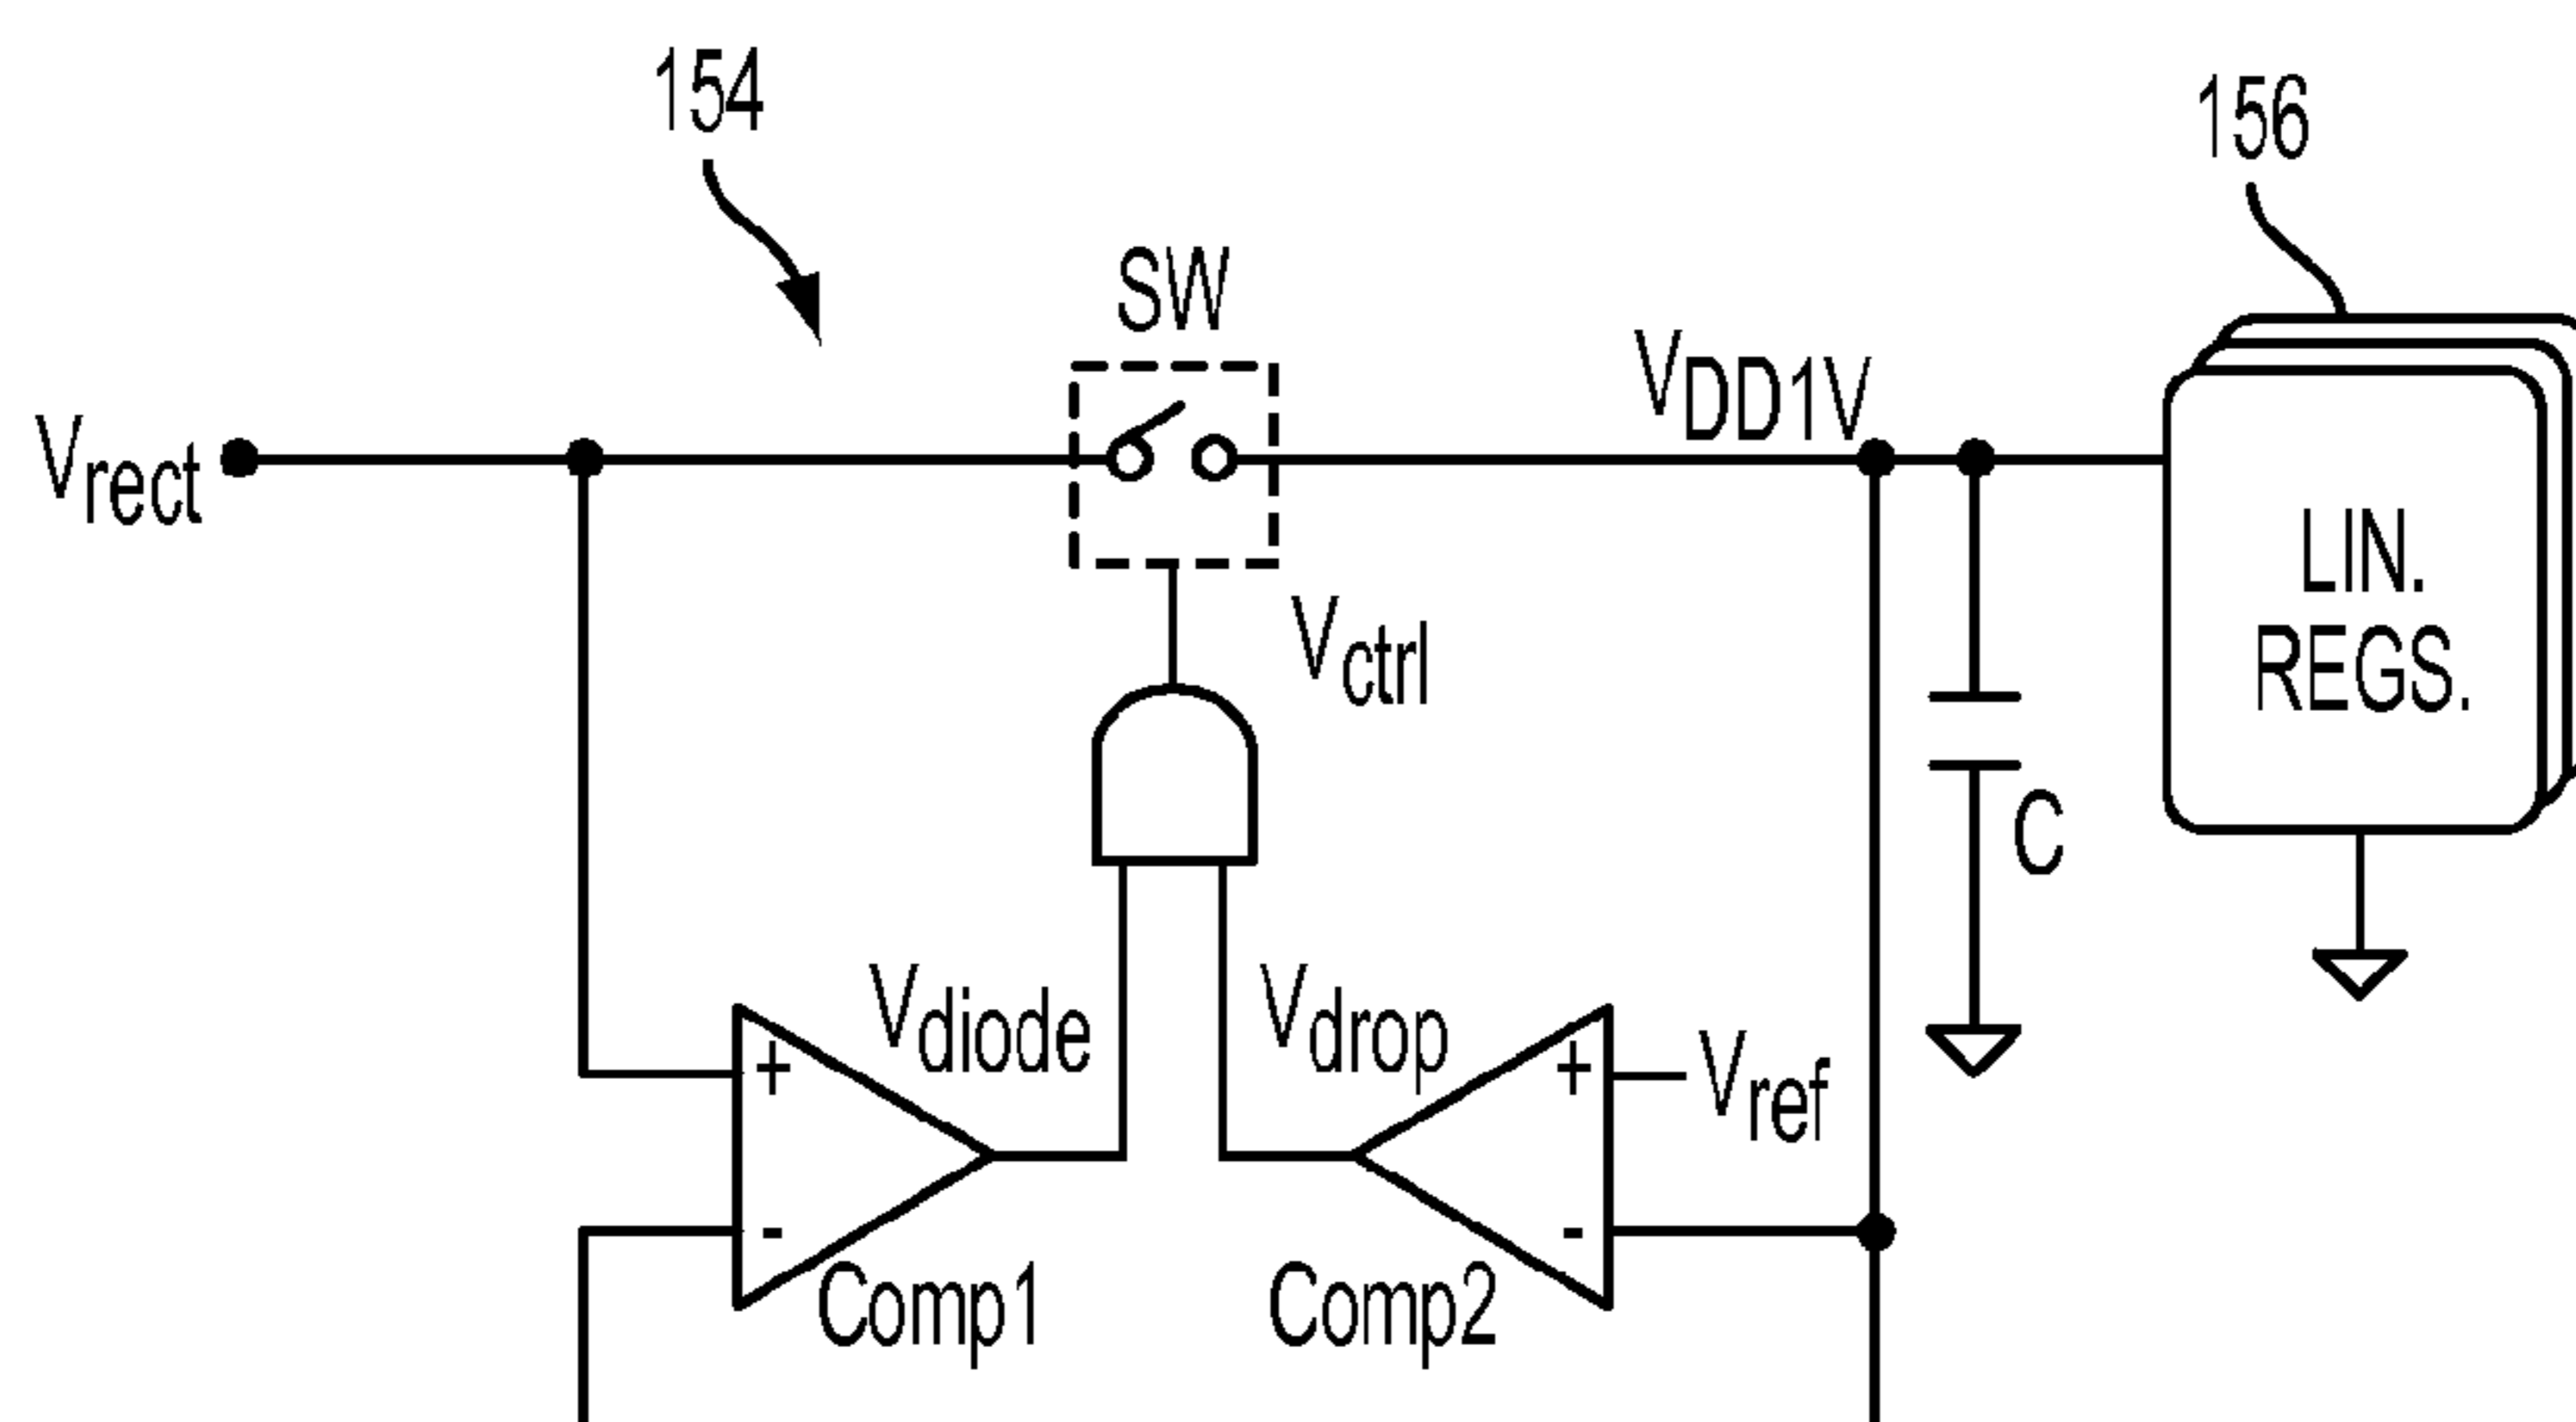 154
156
SW
VDD1V
Vrect
LIN.
REGS.
Vctrl
C
Vdiode
Vdrop
+
+
Vref
-
-
Comp1
Comp2